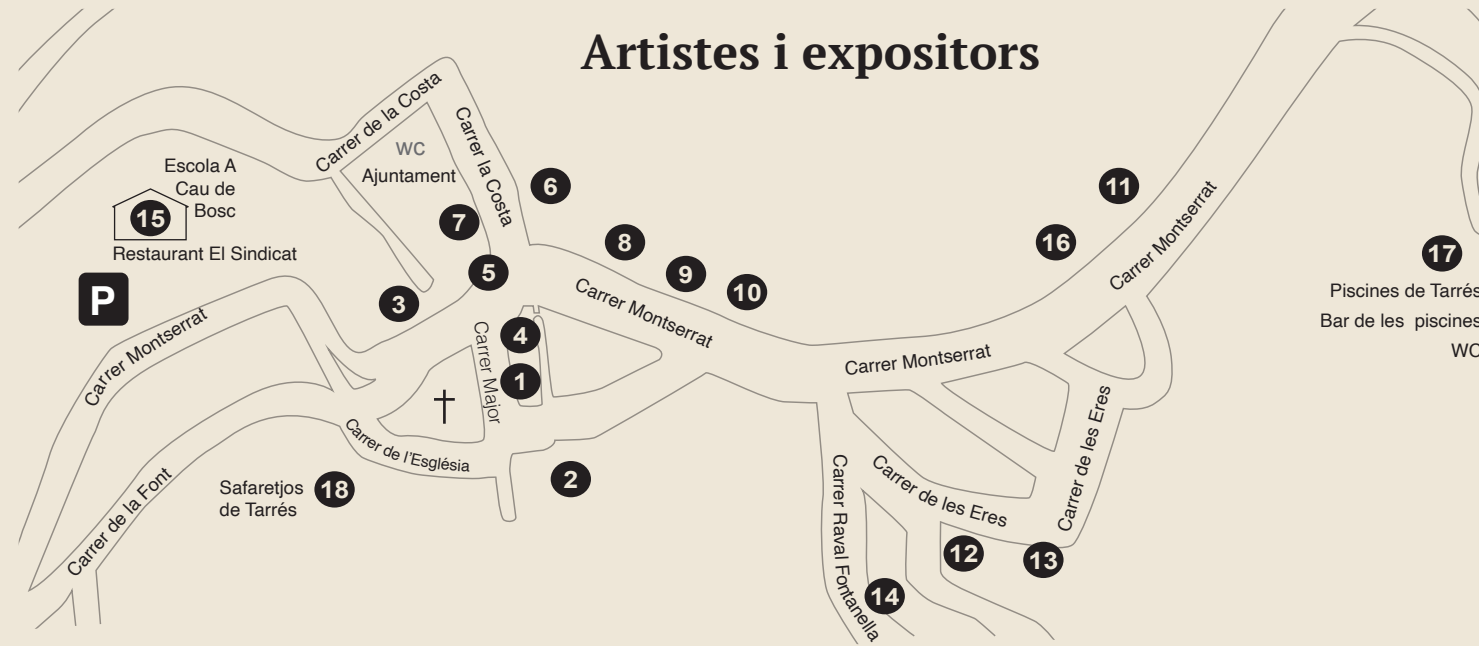 Artistes i expositors
Carrer de la Costa
Carrer la Costa
WC
Ajuntament
Escola A
Cau de
Bosc
15
Restaurant El Sindicat
P
Carrer Montserrat
7
6
5
3
8
9
10
Carrer Montserrat
4
1
Carrer Major
Carrer de l'Església
2
Safaretjos
de Tarrés
18
Carrer de la Font
11
16
Carrer Montserrat
Carrer Montserrat
17
Piscines de Tarrés
Bar de les piscines
WC
Carrer de les Eres
Carrer de les Eres
Carrer Raval Fontanella
12
13
14